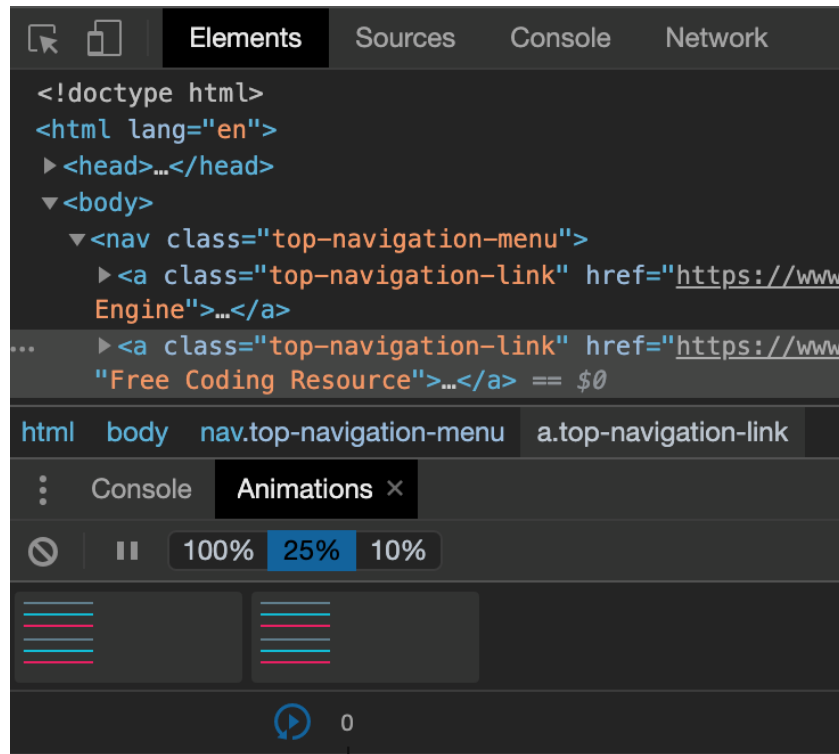 Elements Sources Console Network
<!doctype html>
<html lang="en">
<head>…</head>
<body>
<nav class="top-navigation-menu">
<a class="top-navigation-link" href="https://www
Engine">…</a>
... <a class="top-navigation-link" href="https://www
"Free Coding Resource">…</a> == $0
html body nav.top-navigation-menu a.top-navigation-link
Console Animations ×
100% 25% 10%
0